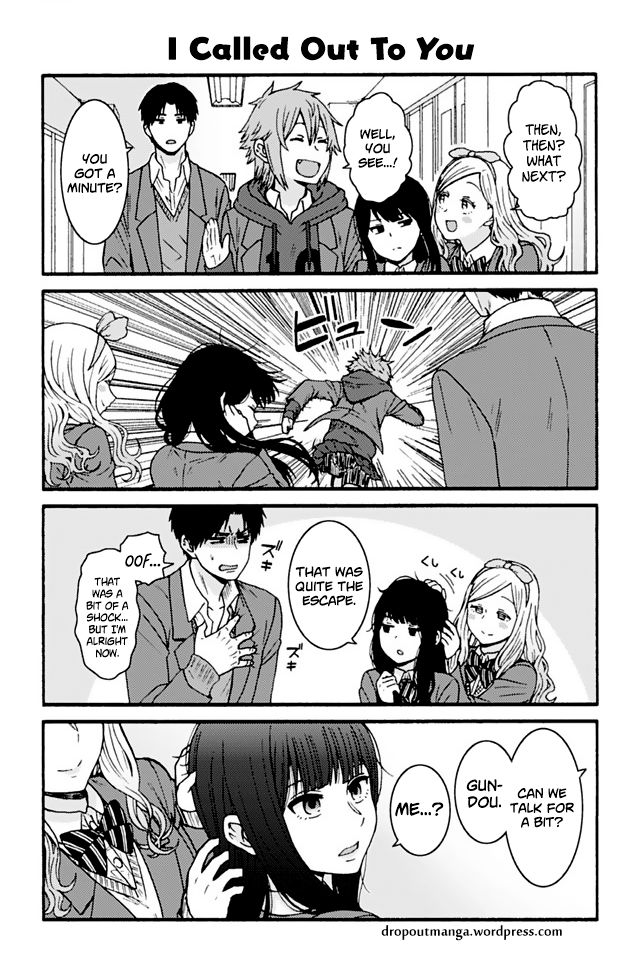 I Called Out To You
THEN,
THEN?
WHAT
NEXT?
WELL,
YOU
SEE...!
YOU
GOT A
MINUTE?
ビューン
THAT WAS
QUITE THE
ESCAPE.
くい
くい
ズキ
ズキ
OOF...
THAT
WAS A
BIT OF A
SHOCK...
BUT I'M
ALRIGHT
NOW.
CAN WE
TALK FOR
A BIT?
GUN-
DOU.
ME...?
dropoutmanga.wordpress.com